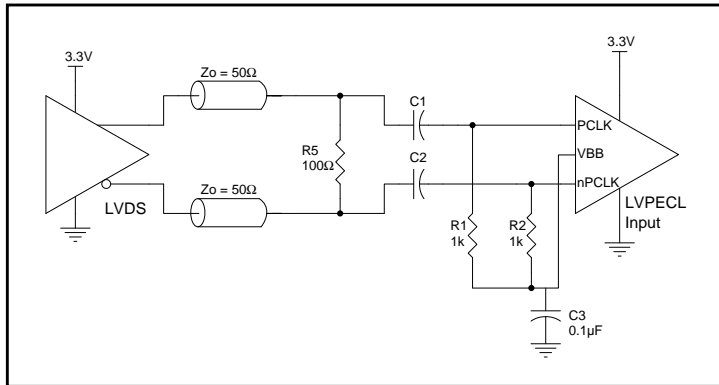 3.3V
3.3V
Zo = 50Ω
C1
PCLK
R5
100Ω
VBB
C2
nPCLK
Zo = 50Ω
LVDS
LVPECL
Input
R1
1k
R2
1k
C3
0.1µF